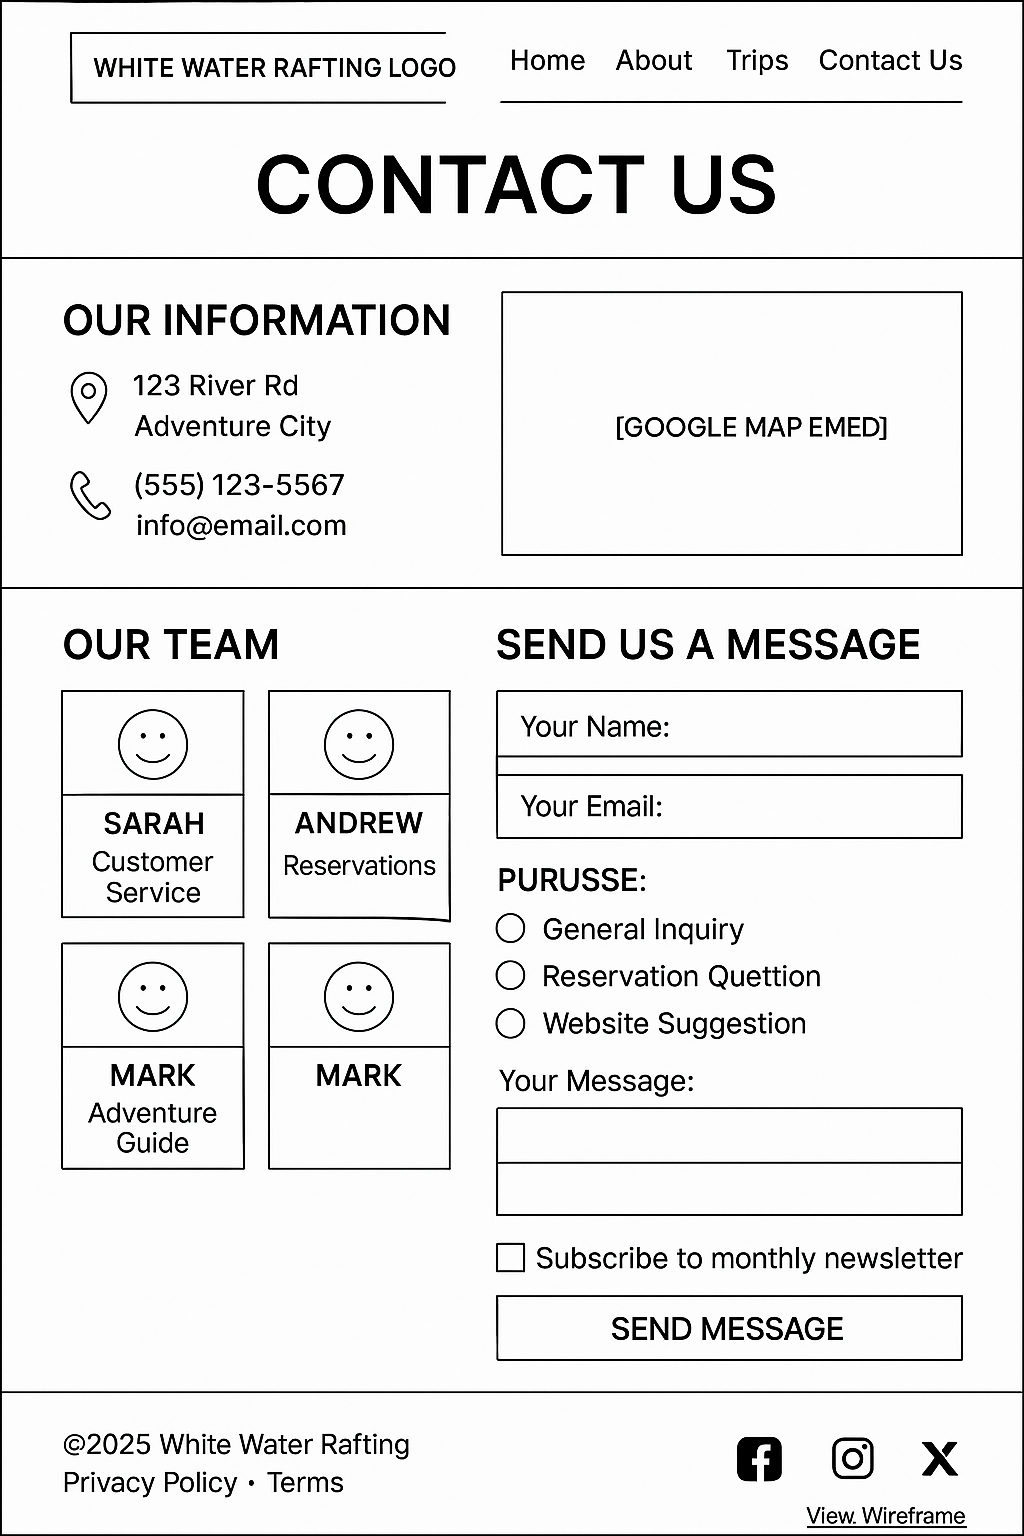 WHITE WATER RAFTING LOGO
Home About Trips Contact Us
CONTACT US
OUR INFORMATION
123 River Rd
Adventure City
(555) 123-5567
info@email.com
[GOOGLE MAP EMED]
OUR TEAM
SARAH
Customer
Service
ANDREW
Reservations
MARK
Adventure
Guide
MARK
SEND US A MESSAGE
Your Name:
Your Email:
PURUSSE:
General Inquiry
Reservation Quettion
Website Suggestion
Your Message:
Subscribe to monthly newsletter
SEND MESSAGE
©2025 White Water Rafting
Privacy Policy • Terms
View. Wireframe